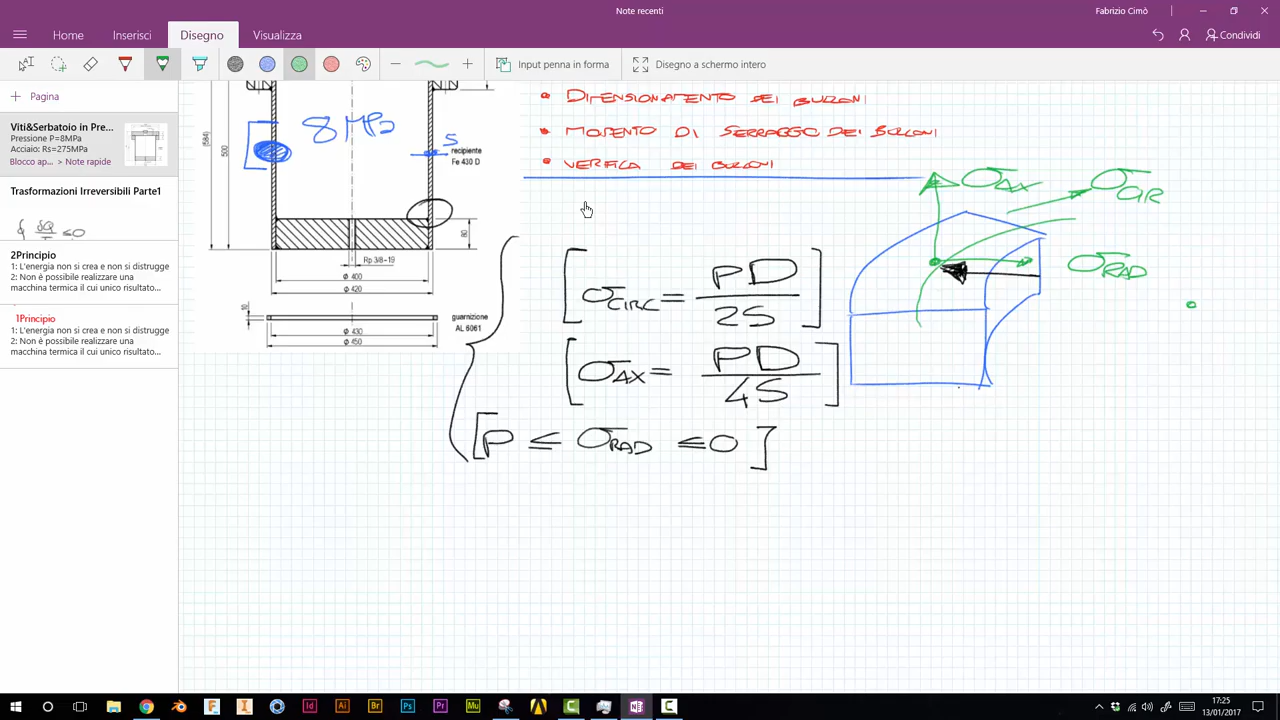 Note recenti
Fabrizio Cimò
Home
Inserisci
Disegno
Visualizza
Condividi
Input penna in forma
Disegno a schermo intero
Pagina
Viti&Serbatoio in Pre...
Pressione P=8MPa
Acciaio: Rs=275MPa
Blocco ap... > Note rapide
Trasformazioni Irreversibili Parte1
∮ δQ/T ≤0
2Principio
1: L'energia non si crea e non si distrugge
2: Non è possibile realizzare una
macchina termica il cui unico risultato...
1Principio
1: L'energia non si crea e non si distrugge
2: Non è possibile realizzare una
macchina termica il cui unico risultato...
• DIMENSIONAMENTO DEI BULLONI
• MOMENTO DI SERRAGGIO DEI BULLONI
• VERIFICA DEI BULLONI
8 MPa
S
recipiente
Fe 430 D
(584)
500
80
Rp 3/8-19
ϕ 400
ϕ 420
10
guarnizione
AL 6061
ϕ 430
ϕ 450
[σCIRC = PD/2S]
[σAX = PD/4S]
[P ≤ σRAD ≤ 0]
σAX
σCIR
σRAD
17:25
13/01/2017